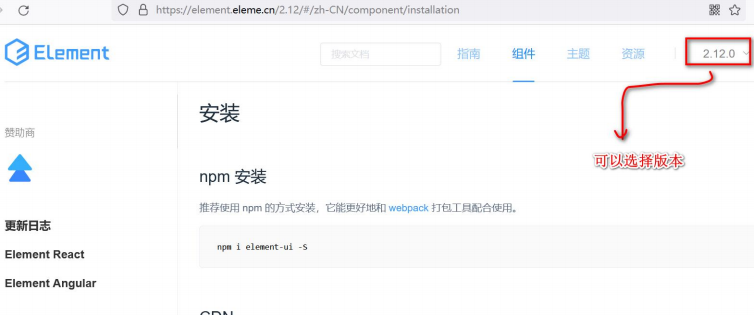 https://element.eleme.cn/2.12/#/zh-CN/component/installation
Element
搜索文档
指南
组件
主题
资源
2.12.0
可以选择版本
安装
赞助商
npm 安装
推荐使用 npm 的方式安装，它能更好地和 webpack 打包工具配合使用。
更新日志
npm i element-ui -S
Element React
Element Angular
CDN